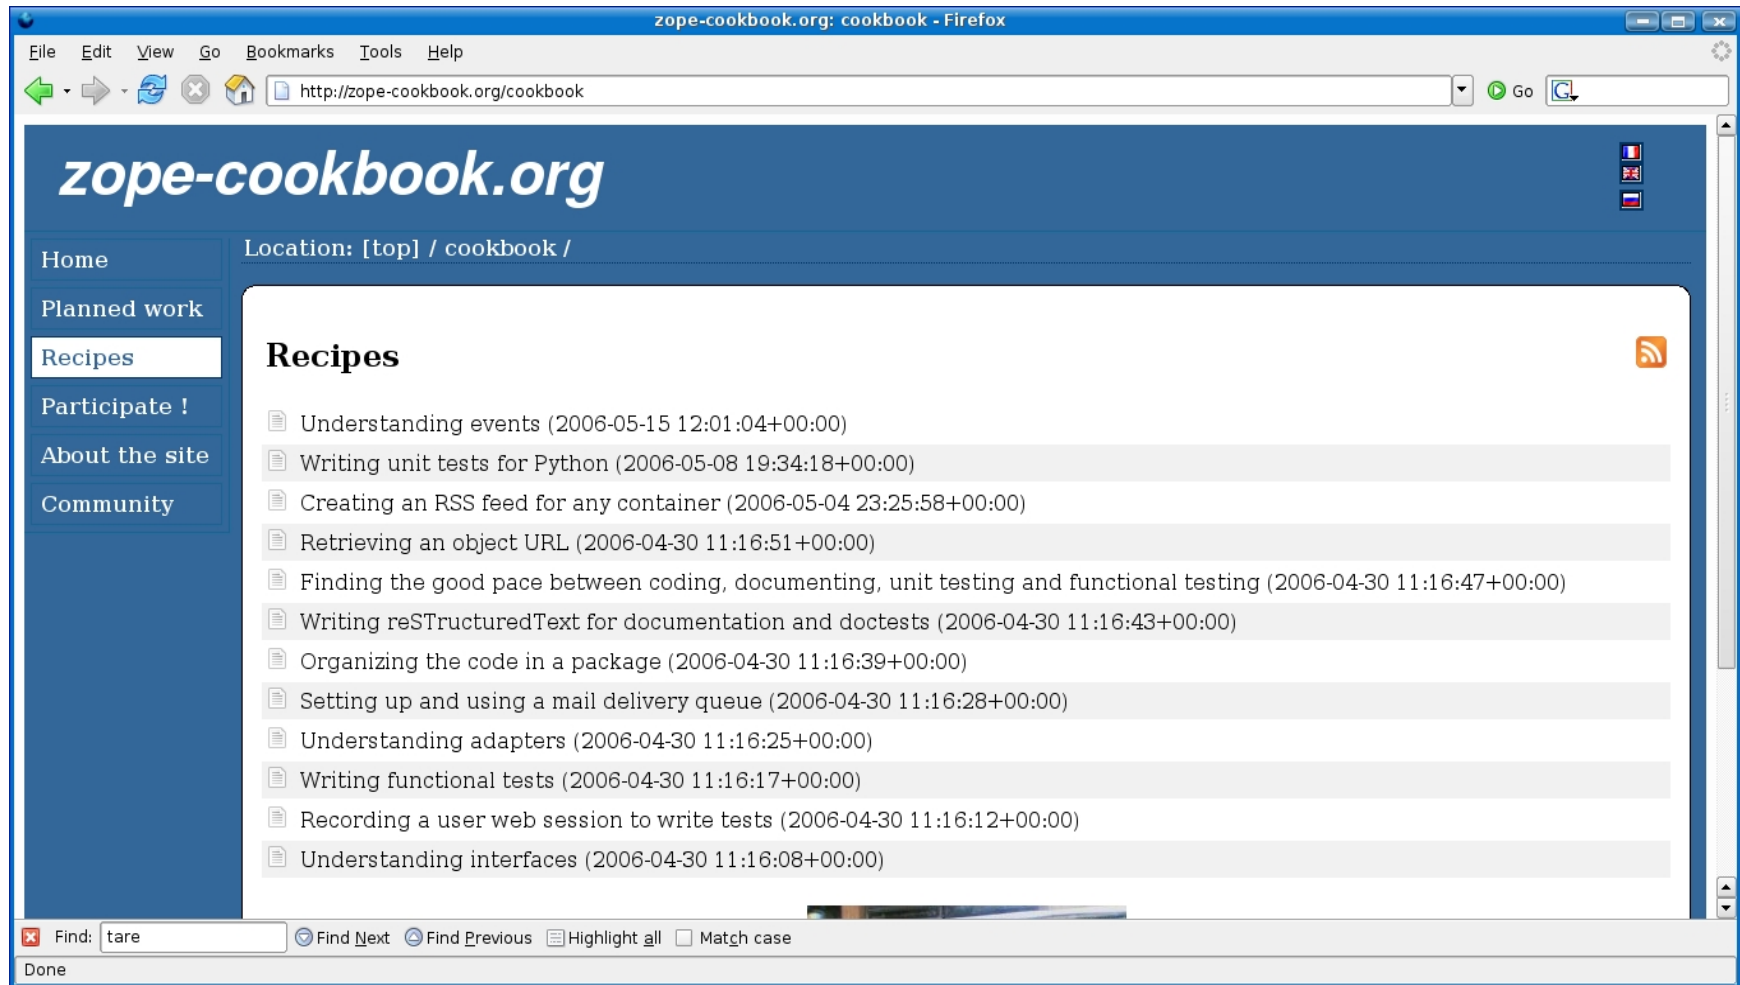 zope-cookbook.org: cookbook - Firefox
File Edit View Go Bookmarks Tools Help
http://zope-cookbook.org/cookbook Go G
zope-cookbook.org
Location: [top] / cookbook /
Home
Planned work
Recipes
Participate !
About the site
Community
Recipes
Understanding events (2006-05-15 12:01:04+00:00)
Writing unit tests for Python (2006-05-08 19:34:18+00:00)
Creating an RSS feed for any container (2006-05-04 23:25:58+00:00)
Retrieving an object URL (2006-04-30 11:16:51+00:00)
Finding the good pace between coding, documenting, unit testing and functional testing (2006-04-30 11:16:47+00:00)
Writing reSTructuredText for documentation and doctests (2006-04-30 11:16:43+00:00)
Organizing the code in a package (2006-04-30 11:16:39+00:00)
Setting up and using a mail delivery queue (2006-04-30 11:16:28+00:00)
Understanding adapters (2006-04-30 11:16:25+00:00)
Writing functional tests (2006-04-30 11:16:17+00:00)
Recording a user web session to write tests (2006-04-30 11:16:12+00:00)
Understanding interfaces (2006-04-30 11:16:08+00:00)
Find: tare Find Next Find Previous Highlight all Match case
Done